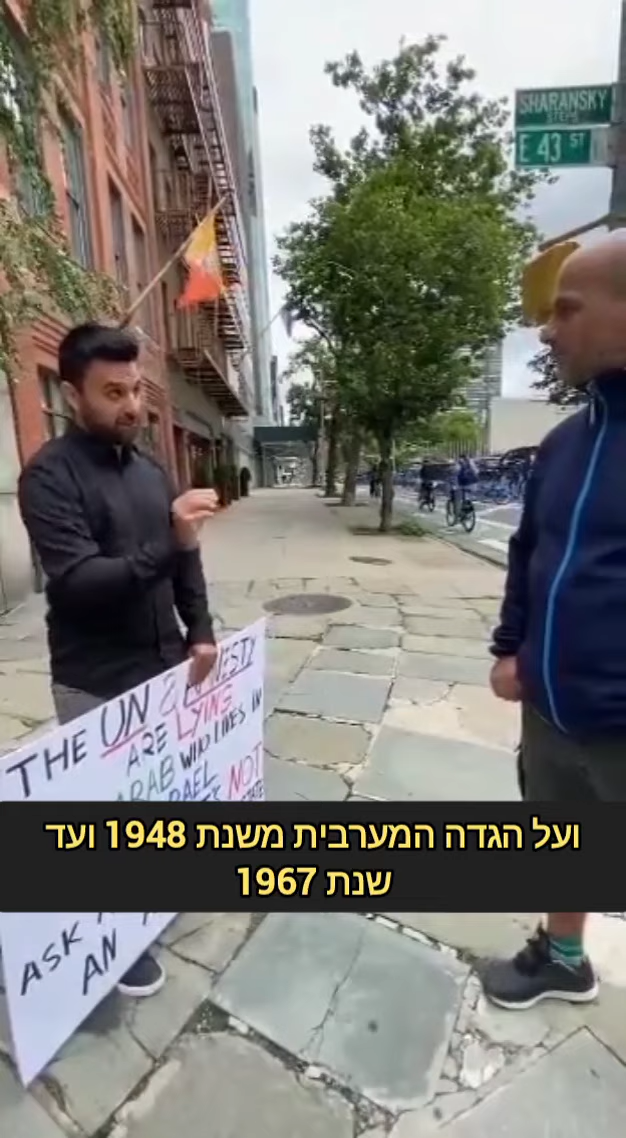 SHARANSKY
STEPS
E 43 ST
THE UN & AMNESTY
ARE LYING
ARAB WHO LIVES IN
NOT
ועל הגדה המערבית משנת 1948 ועד
שנת 1967
ASK
AN